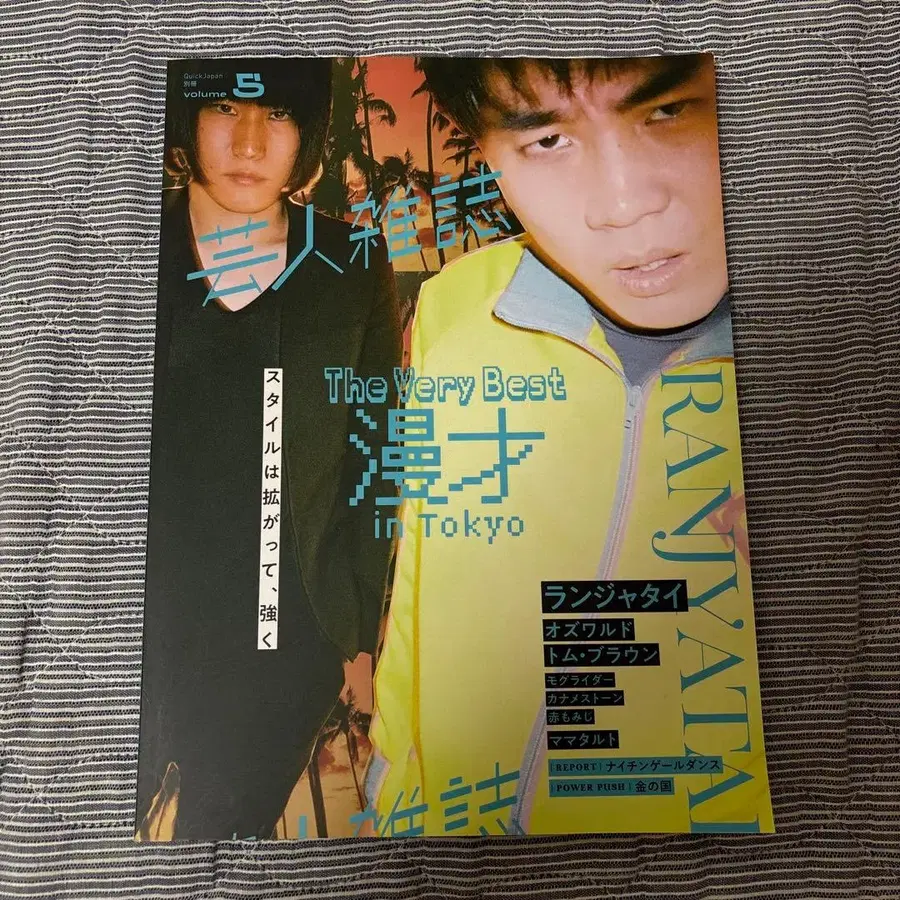 QuickJapan
別冊
volume 5
芸人雑誌
The Very Best
漫才
in Tokyo
スタイルは拡がって、強く
RANJYATAI
ランジャタイ
オズワルド
トム・ブラウン
モグライダー
カナメストーン
赤もみじ
ママタルト
[REPORT] ナイチンゲールダンス
[POWER PUSH] 金の国
人雑誌